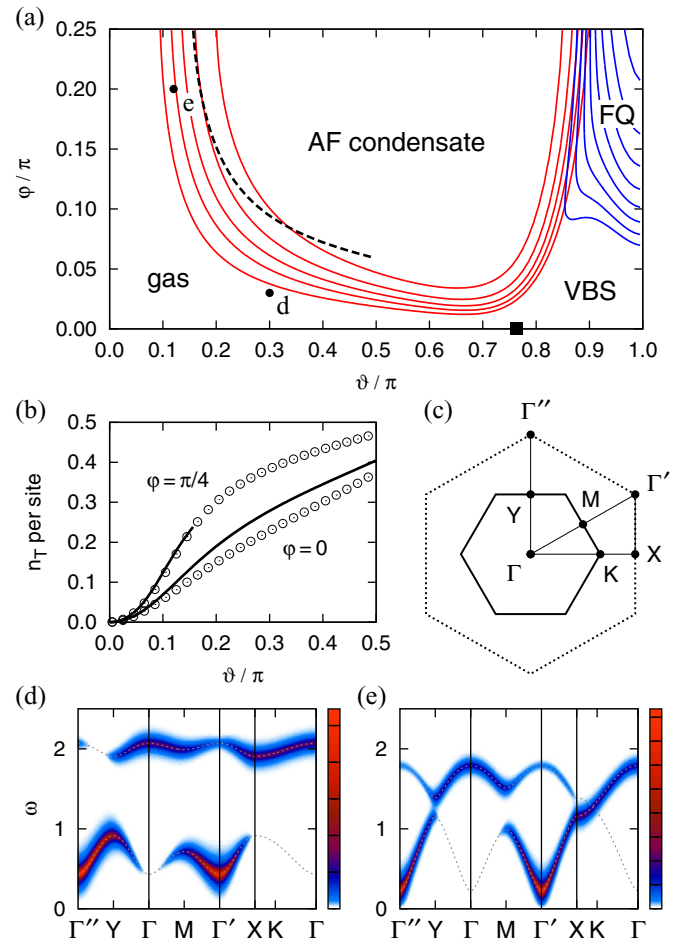 (a)
0.25
0.20
0.15
0.10
0.05
0.00
φ / π
e
d
gas
AF condensate
FQ
VBS
0.0 0.1 0.2 0.3 0.4 0.5 0.6 0.7 0.8 0.9 1.0
ϑ / π
(b)
0.5
0.4
0.3
0.2
0.1
0.0
n_T per site
φ = π/4
φ = 0
0.0 0.1 0.2 0.3 0.4 0.5
ϑ / π
(c)
Γ′′
Γ′
M
Y
Γ
K
X
(d)
2
1
0
ω
Γ′′ Y Γ M Γ′ X K Γ
(e)
2
1
0
Γ′′ Y Γ M Γ′ X K Γ